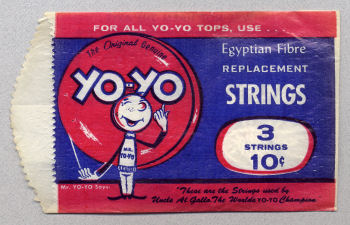 FOR ALL YO-YO TOPS, USE . . .
The Original Genuine
YO-YO
Egyptian Fibre
REPLACEMENT
STRINGS
3
STRINGS
10¢
MR.
YO-YO
Mr. YO-YO Says:
"These are the Strings used by
Uncle Al Gallo, The Worlds YO-YO Champion